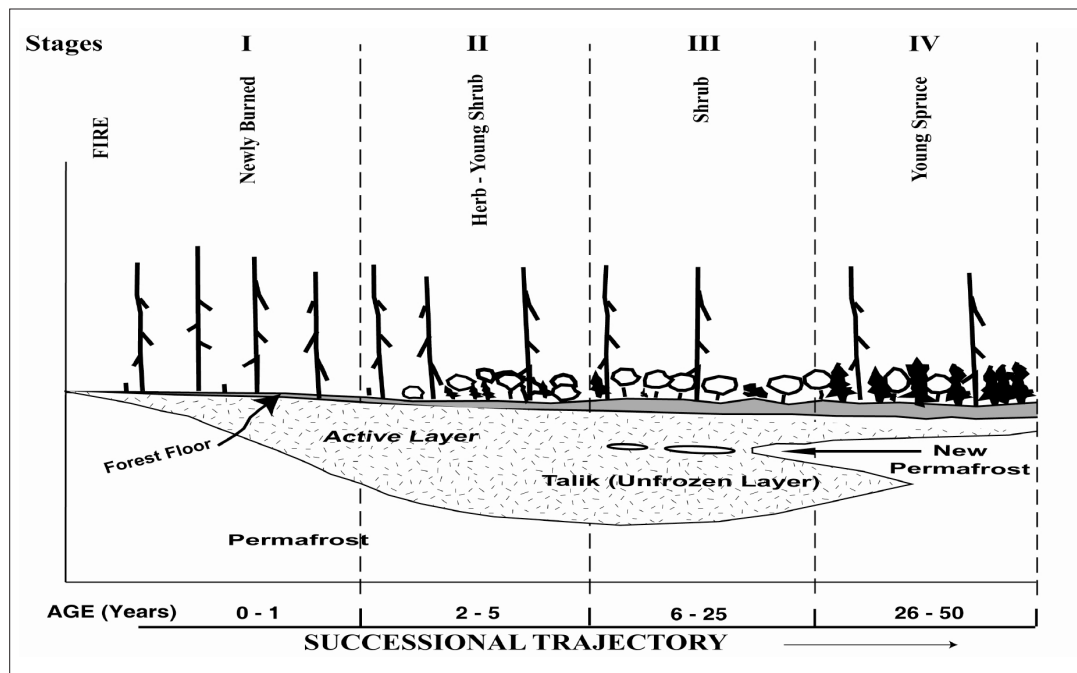 Stages I II III IV
FIRE
Newly Burned
Herb - Young Shrub
Shrub
Young Spruce
Forest Floor
Active Layer
New
Permafrost
Talik (Unfrozen Layer)
Permafrost
AGE (Years) 0 - 1 2 - 5 6 - 25 26 - 50
SUCCESSIONAL TRAJECTORY